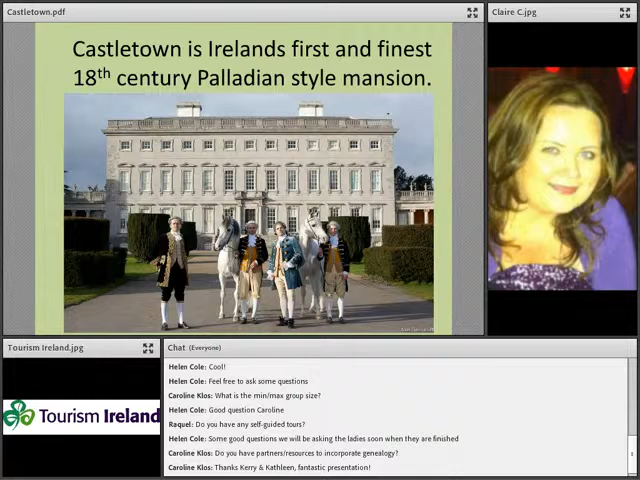 Castletown.pdf
Castletown is Irelands first and finest
18th century Palladian style mansion.
Claire C.jpg
Tourism Ireland.jpg
Tourism Ireland
Chat (Everyone)
Helen Cole: Cool!
Helen Cole: Feel free to ask some questions
Caroline Klos: What is the min/max group size?
Helen Cole: Good question Caroline
Raquel: Do you have any self-guided tours?
Helen Cole: Some good questions we will be asking the ladies soon when they are finished
Caroline Klos: Do you have partners/resources to incorporate genealogy?
Caroline Klos: Thanks Kerry & Kathleen, fantastic presentation!